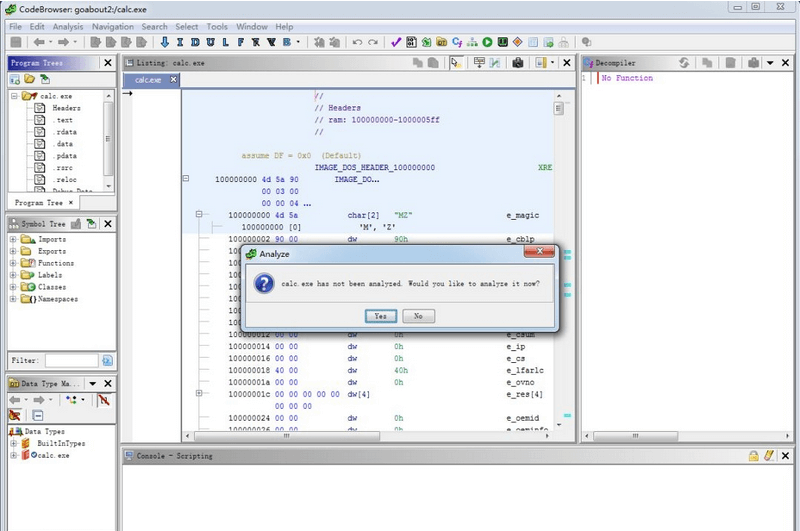 CodeBrowser: goabout2:/calc.exe
File Edit Analysis Navigation Search Select Tools Window Help
I D U L F B
Program Trees
calc.exe
Headers
.text
.rdata
.data
.pdata
.rsrc
.reloc
Debug Data
Program Tree ×
Symbol Tree
Imports
Exports
Functions
Labels
Classes
Namespaces
Filter:
Data Type Ma...
Data Types
BuiltInTypes
calc.exe
Listing: calc.exe
calc.exe
//
// Headers
// ram: 100000000-1000005ff
//
assume DF = 0x0 (Default)
IMAGE_DOS_HEADER_100000000 XRE
100000000 4d 5a 90 IMAGE_DO...
00 03 00
00 00 04 ...
100000000 4d 5a char[2] "MZ" e_magic
100000000 [0] 'M', 'Z'
100000002 90 00 dw 90h e_cblp
Analyze
calc.exe has not been analyzed. Would you like to analyze it now?
Yes No
100000012 00 00 dw 0h e_csum
100000014 00 00 dw 0h e_ip
100000016 00 00 dw 0h e_cs
100000018 40 00 dw 40h e_lfarlc
10000001a 00 00 dw 0h e_ovno
10000001c 00 00 00 00 00 dw[4] e_res[4]
00 00 00
100000024 00 00 dw 0h e_oemid
100000026 00 00 dw 0h e_oeminfo
Decompiler
1 No Function
Console - Scripting